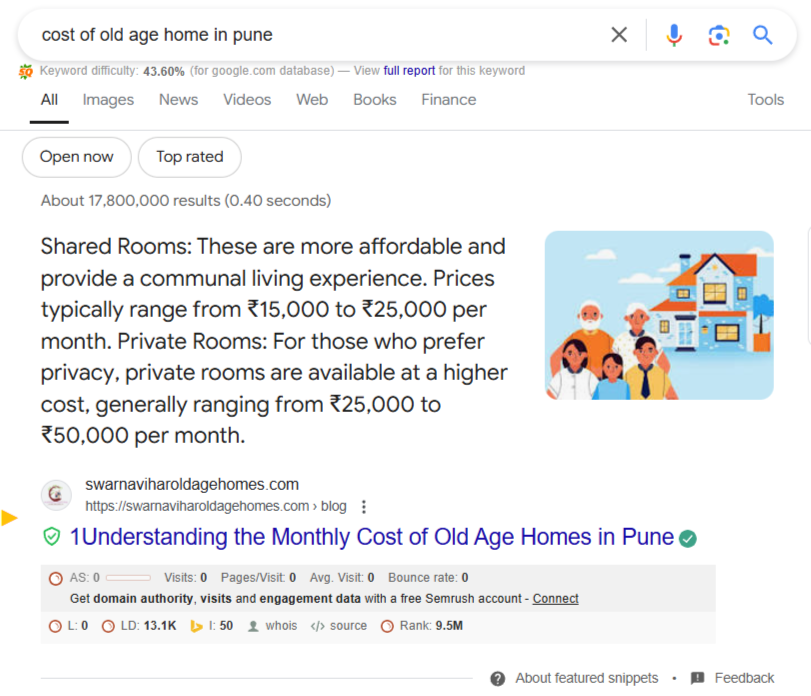 cost of old age home in pune
Keyword difficulty: 43.60% (for google.com database) — View full report for this keyword
All Images News Videos Web Books Finance Tools
Open now Top rated
About 17,800,000 results (0.40 seconds)
Shared Rooms: These are more affordable and
provide a communal living experience. Prices
typically range from ₹15,000 to ₹25,000 per
month. Private Rooms: For those who prefer
privacy, private rooms are available at a higher
cost, generally ranging from ₹25,000 to
₹50,000 per month.
swarnaviharoldagehomes.com
https://swarnaviharoldagehomes.com › blog
1Understanding the Monthly Cost of Old Age Homes in Pune
AS: 0 Visits: 0 Pages/Visit: 0 Avg. Visit: 0 Bounce rate: 0
Get domain authority, visits and engagement data with a free Semrush account - Connect
L: 0 LD: 13.1K I: 50 whois </> source Rank: 9.5M
About featured snippets • Feedback